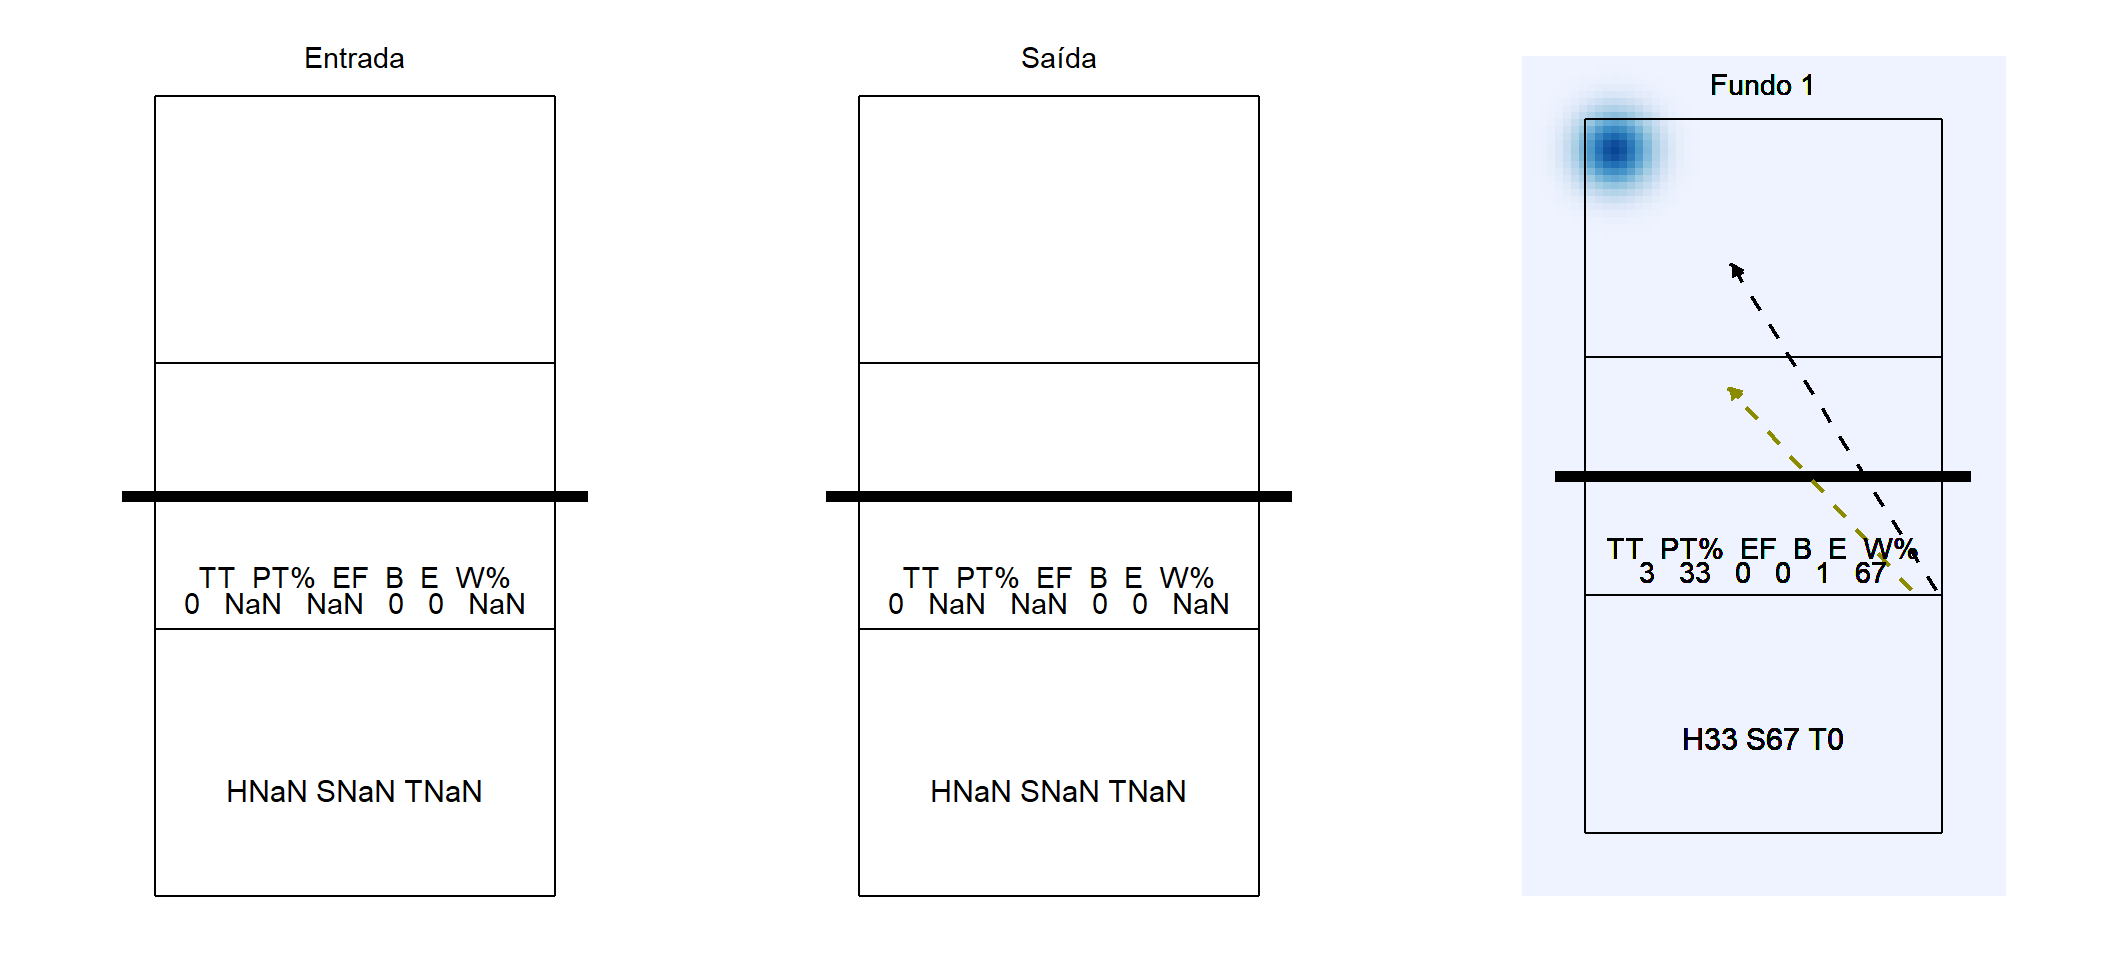 Entrada
TT PT% EF B E W%
0 NaN NaN 0 0 NaN
HNaN SNaN TNaN
Saída
TT PT% EF B E W%
0 NaN NaN 0 0 NaN
HNaN SNaN TNaN
Fundo 1
TT PT% EF B E W%
3 33 0 0 1 67
H33 S67 T0